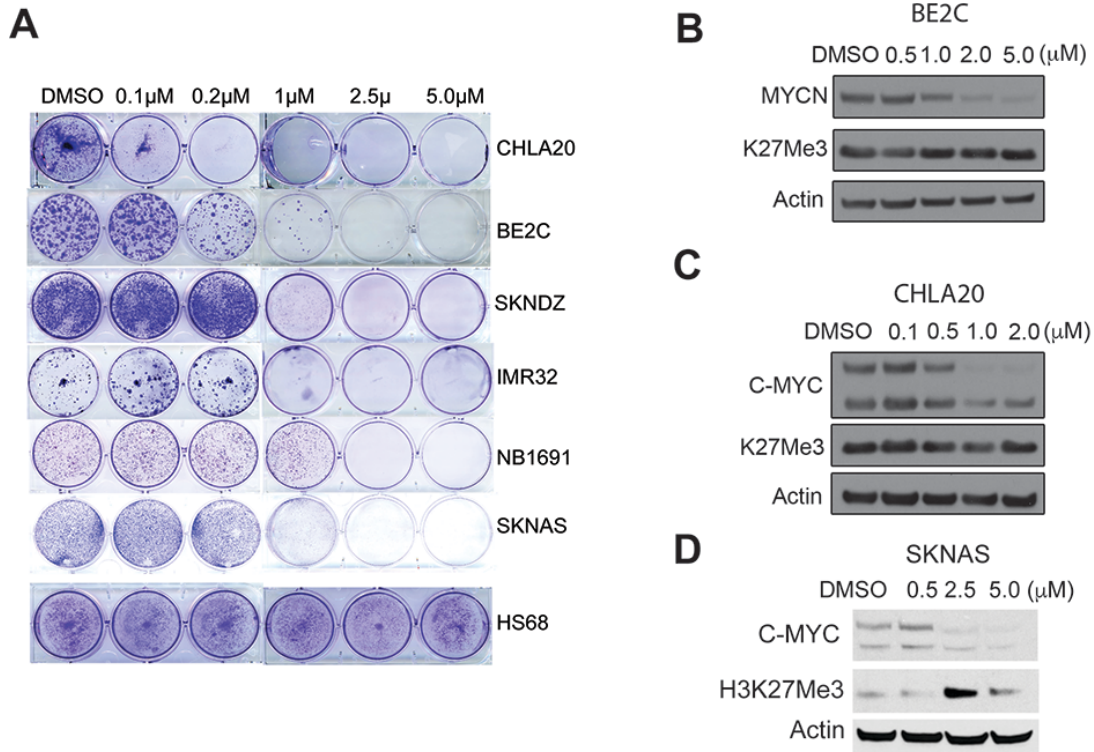 A
DMSO 0.1μM 0.2μM 1μM 2.5μ 5.0μM
CHLA20
BE2C
SKNDZ
IMR32
NB1691
SKNAS
HS68
B
BE2C
DMSO 0.5 1.0 2.0 5.0 (μM)
MYCN
K27Me3
Actin
C
CHLA20
DMSO 0.1 0.5 1.0 2.0 (μM)
C-MYC
K27Me3
Actin
D
SKNAS
DMSO 0.5 2.5 5.0 (μM)
C-MYC
H3K27Me3
Actin